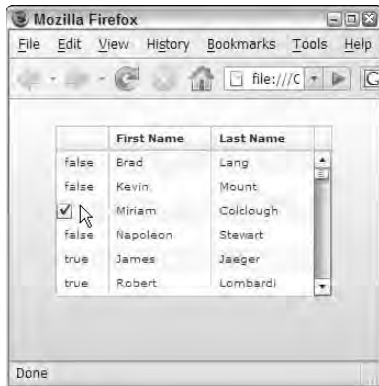 Mozilla Firefox
File Edit View History Bookmarks Tools Help
file:///C
First Name Last Name
false Brad Lang
false Kevin Mount
Miriam Colclough
false Napoleon Stewart
true James Jaeger
true Robert Lombardi
Done